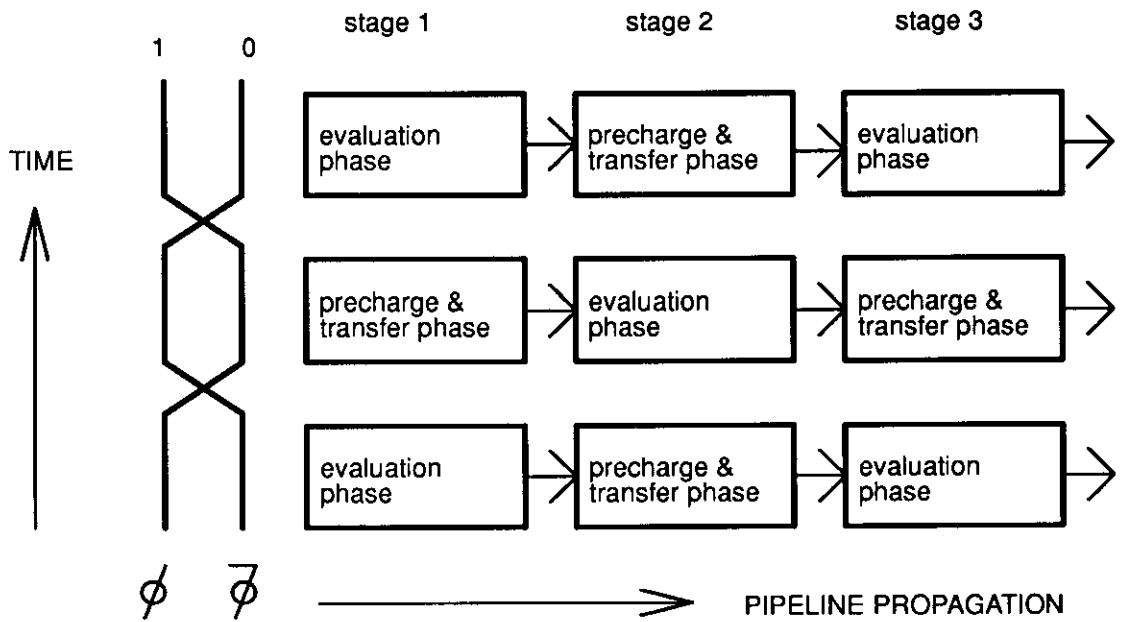 stage 1 stage 2 stage 3
1 0
evaluation
phase
precharge &
transfer phase
evaluation
phase
TIME
precharge &
transfer phase
evaluation
phase
precharge &
transfer phase
evaluation
phase
precharge &
transfer phase
evaluation
phase
ϕ ϕ̅
PIPELINE PROPAGATION